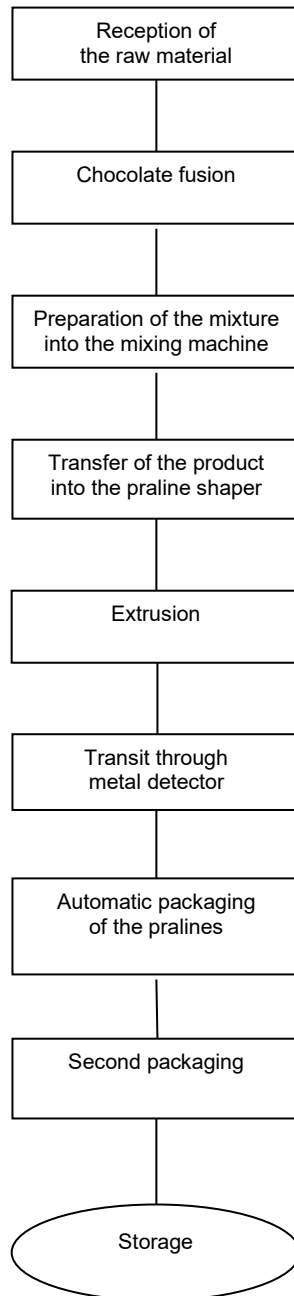 Reception of
the raw material
Chocolate fusion
Preparation of the mixture
into the mixing machine
Transfer of the product
into the praline shaper
Extrusion
Transit through
metal detector
Automatic packaging
of the pralines
Second packaging
Storage